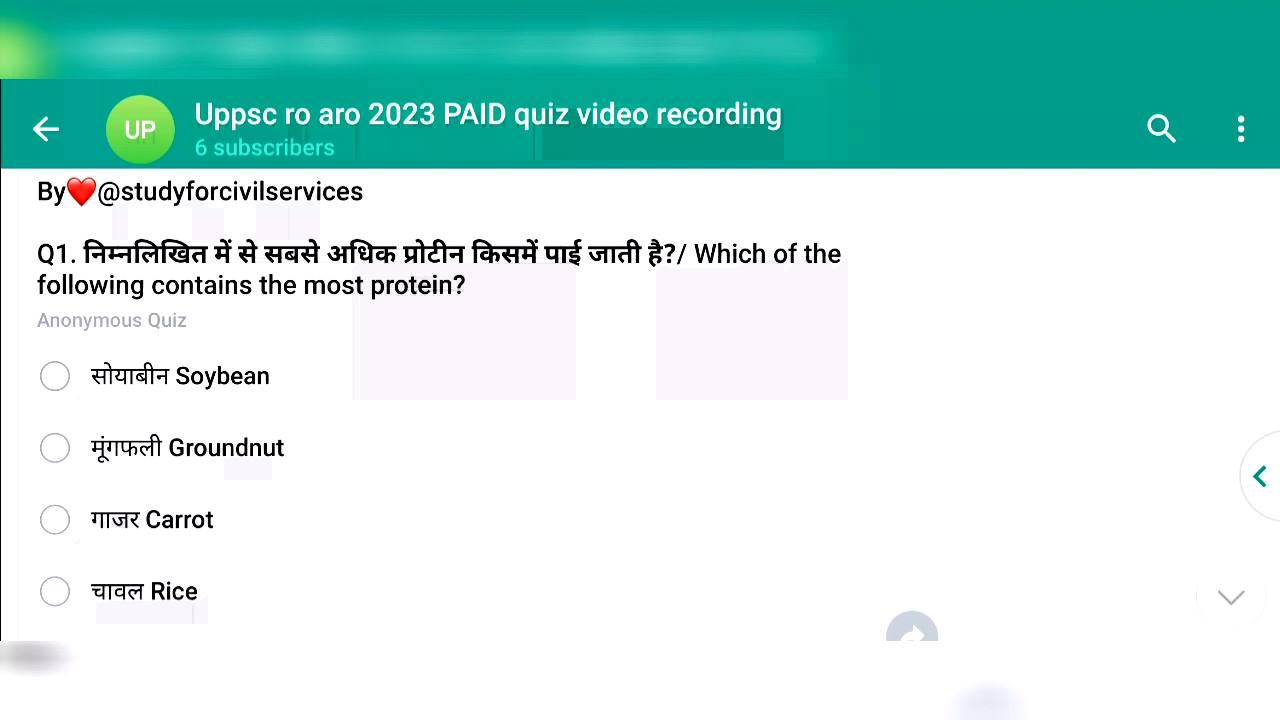 UP
Uppsc ro aro 2023 PAID quiz video recording
6 subscribers
By❤️@studyforcivilservices
Q1. निम्नलिखित में से सबसे अधिक प्रोटीन किसमें पाई जाती है?/ Which of the
following contains the most protein?
Anonymous Quiz
सोयाबीन Soybean
मूंगफली Groundnut
गाजर Carrot
चावल Rice